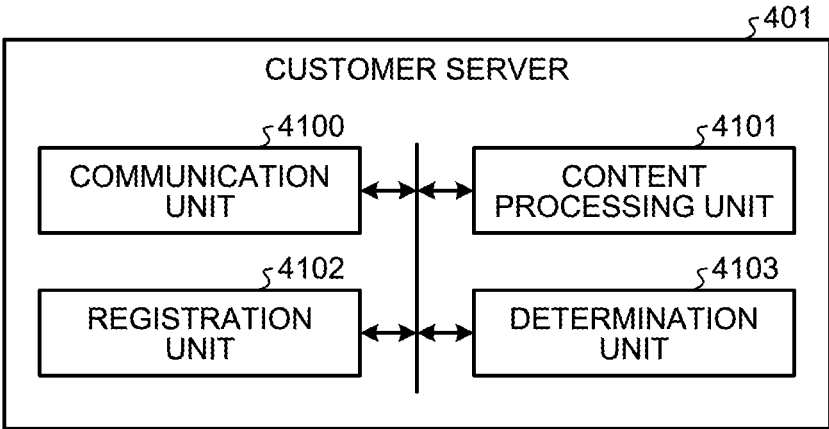 401
CUSTOMER SERVER
4100
COMMUNICATION
UNIT
4101
CONTENT
PROCESSING UNIT
4102
REGISTRATION
UNIT
4103
DETERMINATION
UNIT